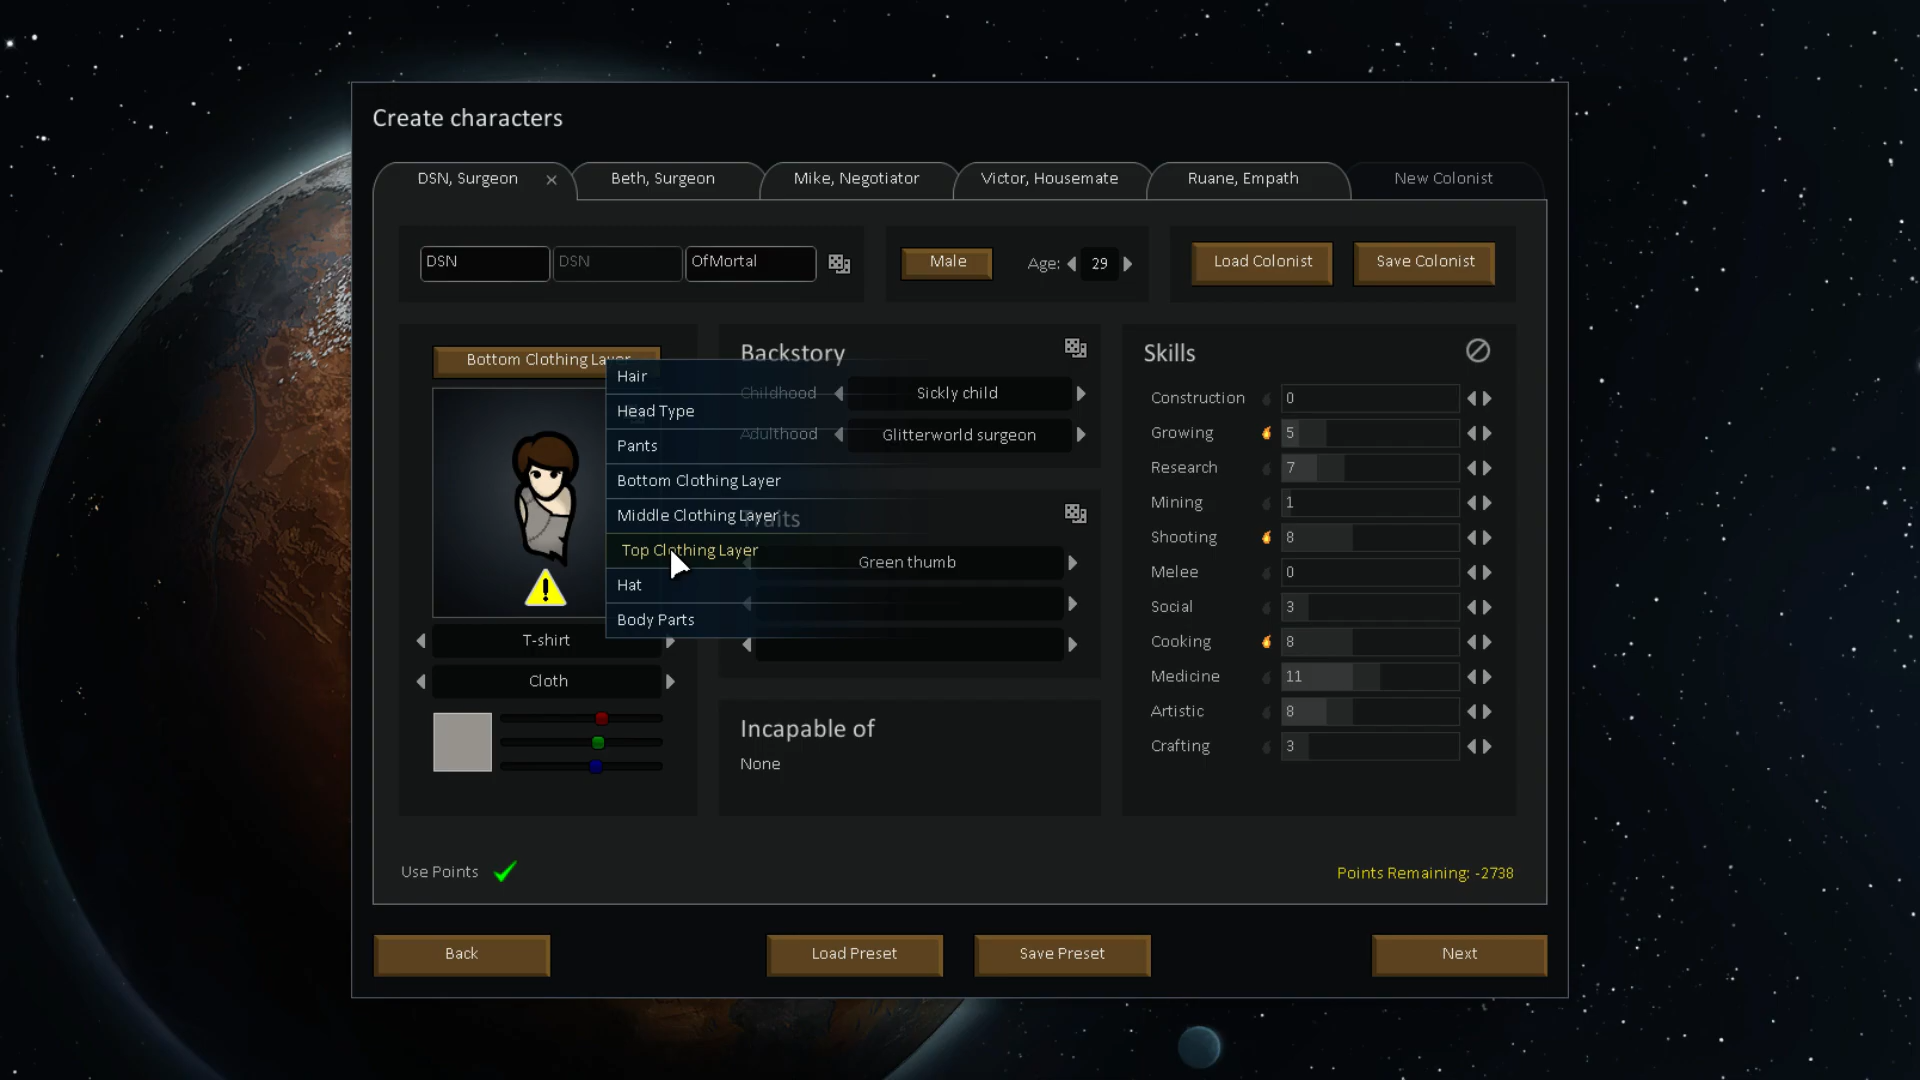 Create characters
DSN, Surgeon
Beth, Surgeon
Mike, Negotiator
Victor, Housemate
Ruane, Empath
New Colonist
DSN
DSN
OfMortal
Male
Age:
29
Load Colonist
Save Colonist
Bottom Clothing Layer
Hair
Head Type
Pants
Bottom Clothing Layer
Middle Clothing Layer
Top Clothing Layer
Hat
Body Parts
T-shirt
Cloth
Backstory
Childhood
Sickly child
Adulthood
Glitterworld surgeon
Traits
Green thumb
Incapable of
None
Skills
Construction 0
Growing 5
Research 7
Mining 1
Shooting 8
Melee 0
Social 3
Cooking 8
Medicine 11
Artistic 8
Crafting 3
Use Points
Points Remaining: -2738
Back
Load Preset
Save Preset
Next